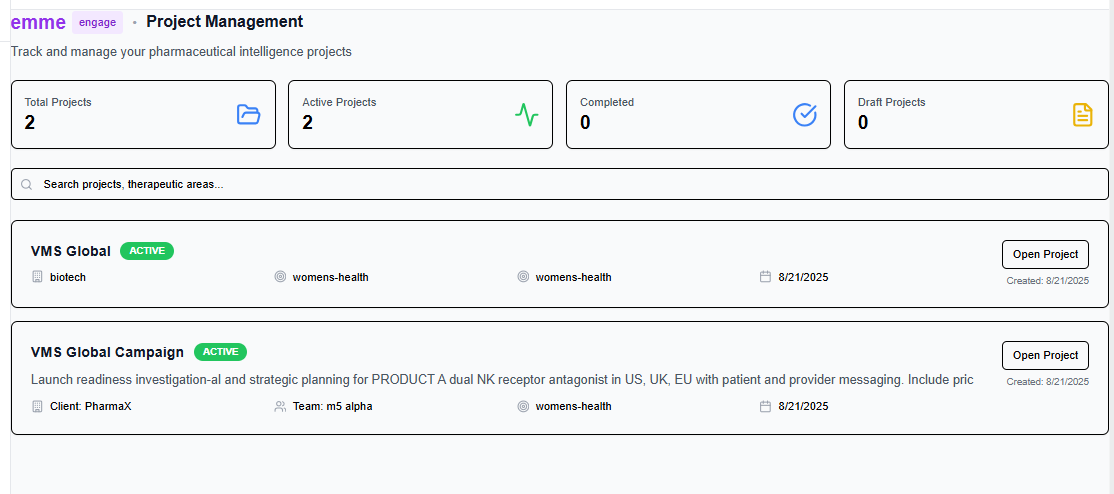 emme engage • Project Management
Track and manage your pharmaceutical intelligence projects
Total Projects
2
Active Projects
2
Completed
0
Draft Projects
0
Search projects, therapeutic areas...
VMS Global ACTIVE
biotech womens-health womens-health 8/21/2025
Open Project
Created: 8/21/2025
VMS Global Campaign ACTIVE
Launch readiness investigation-al and strategic planning for PRODUCT A dual NK receptor antagonist in US, UK, EU with patient and provider messaging. Include pric
Client: PharmaX Team: m5 alpha womens-health 8/21/2025
Open Project
Created: 8/21/2025